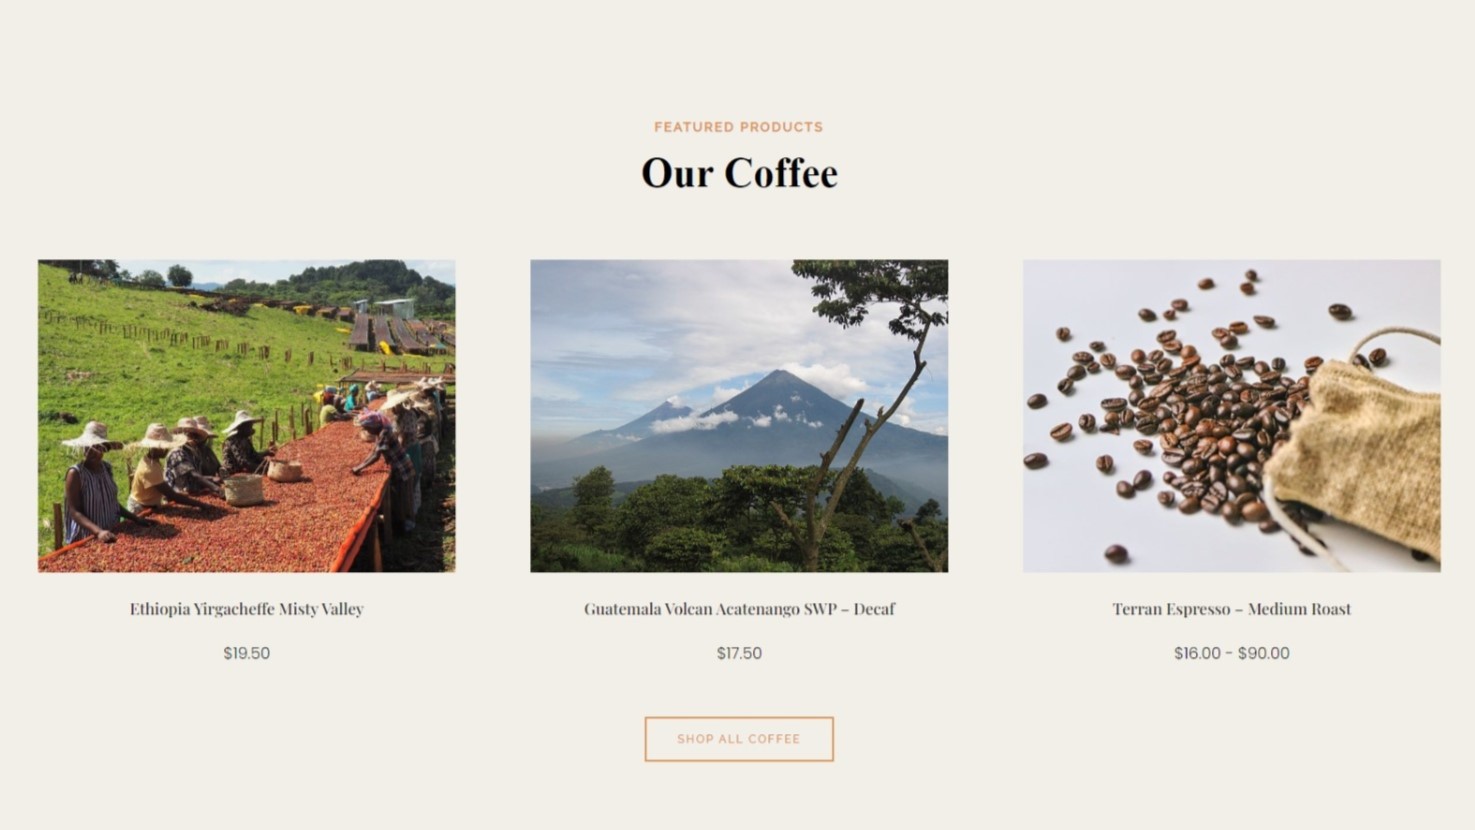 FEATURED PRODUCTS
Our Coffee
Ethiopia Yirgacheffe Misty Valley
Guatemala Volcan Acatenango SWP – Decaf
Terran Espresso – Medium Roast
$19.50
$17.50
$16.00 - $90.00
SHOP ALL COFFEE